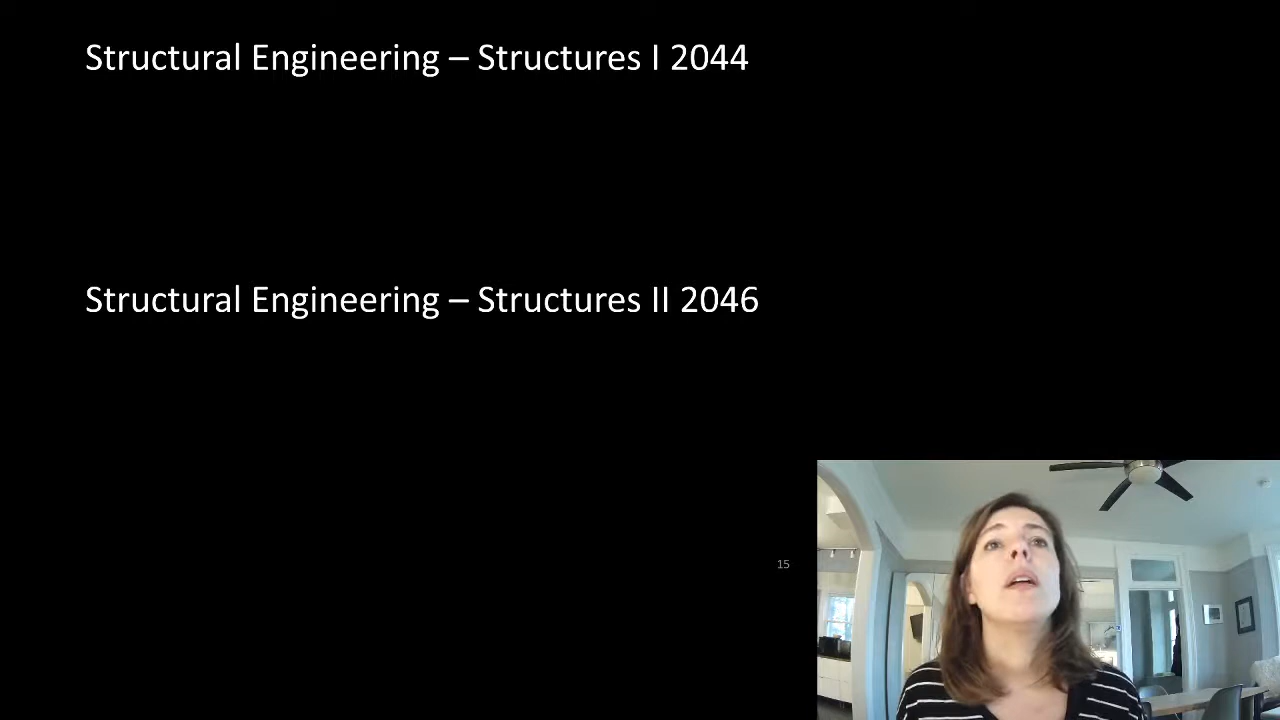 Structural Engineering – Structures I 2044
Structural Engineering – Structures II 2046
15